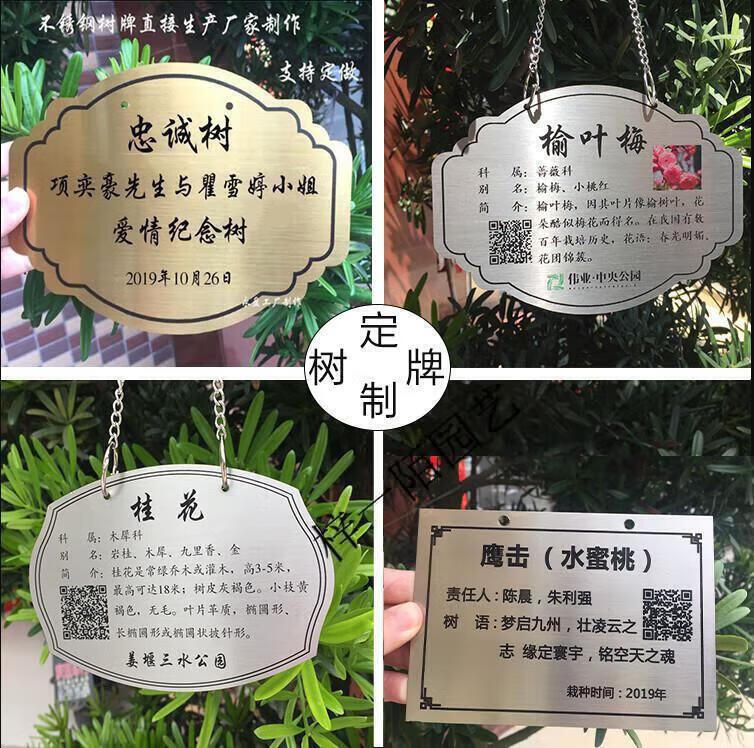 不锈钢树牌直接生产厂家制作
支持定做
忠诚树
项奕豪先生与瞿雪婷小姐
爱情纪念树
2019年10月26日
榆叶梅
科 属：蔷薇科
别 名：榆梅、小桃红
简 介：榆叶梅，因其叶片像榆树叶，花
朵酷似梅花而得名。在我国有数
百年栽培历史，花语：春光明媚、
花团锦簇。
伟业·中央公园
定
树 牌
制
桂花
科 属：木犀科
别 名：岩桂、木犀、九里香、金
简 介：桂花是常绿乔木或灌木，高3-5米，
最高可达18米；树皮灰褐色。小枝黄
褐色，无毛。叶片革质，椭圆形、
长椭圆形或椭圆状披针形。
姜堰三水公园
鹰击（水蜜桃）
责任人：陈晨，朱利强
树 语：梦启九州，壮凌云之
志 缘定寰宇，铭空天之魂
栽种时间：2019年